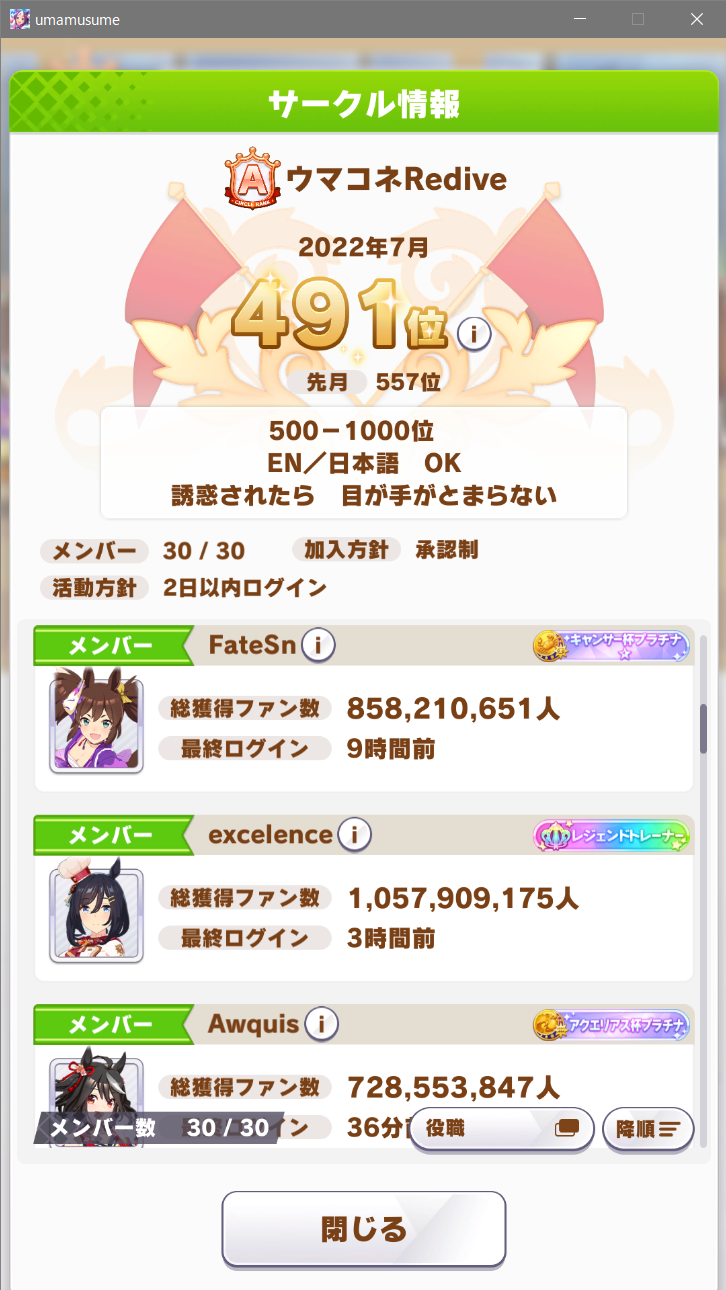 umamusume
サークル情報
A
CIRCLE RANK
ウマコネRedive
2022年7月
491位
i
先月 557位
500－1000位
EN／日本語　OK
誘惑されたら　目が手がとまらない
メンバー 30 / 30 加入方針 承認制
活動方針 2日以内ログイン
メンバー FateSn i キャンサー杯プラチナ
総獲得ファン数 858,210,651人
最終ログイン 9時間前
メンバー excelence i レジェンドトレーナー
総獲得ファン数 1,057,909,175人
最終ログイン 3時間前
メンバー Awquis i アクエリアス杯プラチナ
総獲得ファン数 728,553,847人
メンバー数 30 / 30 イン 36分 役職 降順
閉じる